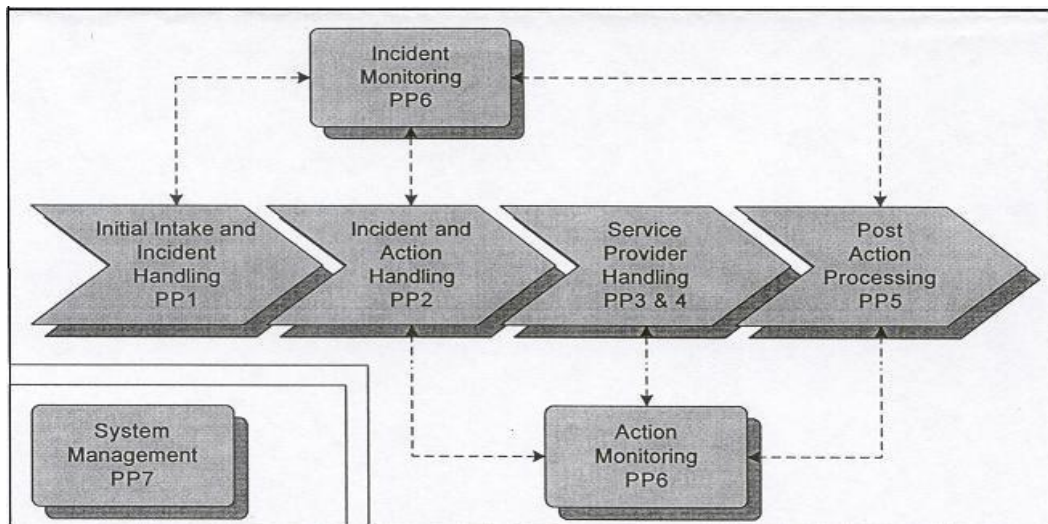 Incident
Monitoring
PP6
Initial Intake and
Incident
Handling
PP1
Incident and
Action
Handling
PP2
Service
Provider
Handling
PP3 & 4
Post
Action
Processing
PP5
System
Management
PP7
Action
Monitoring
PP6